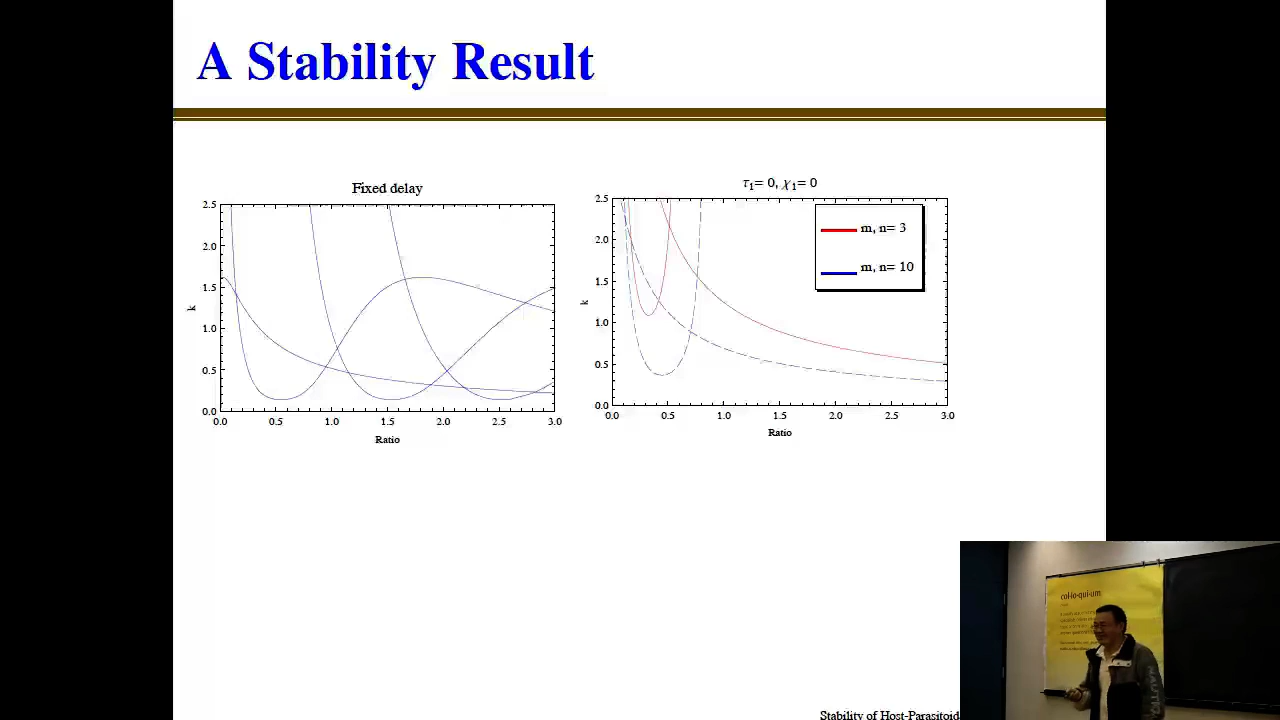 A Stability Result
Fixed delay
2.5
2.0
1.5
1.0
0.5
0.0
k
0.0 0.5 1.0 1.5 2.0 2.5 3.0
Ratio
τ₁= 0, χ₁= 0
2.5
2.0
1.5
1.0
0.5
0.0
k
m, n= 3
m, n= 10
0.0 0.5 1.0 1.5 2.0 2.5 3.0
Ratio
col·lo·qui·um
Stability of Host-Parasitoid